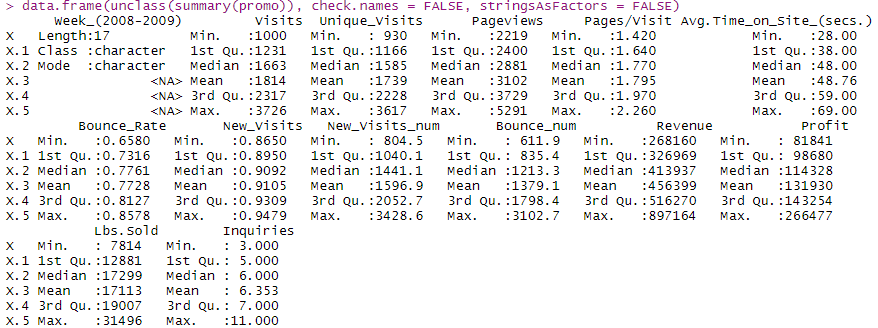 > data.frame(unclass(summary(promo)), check.names = FALSE, stringsAsFactors = FALSE)
Week_(2008-2009) Visits Unique_Visits Pageviews Pages/Visit Avg.Time_on_Site_(secs.)
X Length:17 Min. :1000 Min. : 930 Min. :2219 Min. :1.420 Min. :28.00
X.1 Class :character 1st Qu.:1231 1st Qu.:1166 1st Qu.:2400 1st Qu.:1.640 1st Qu.:38.00
X.2 Mode :character Median :1663 Median :1585 Median :2881 Median :1.770 Median :48.00
X.3 <NA> Mean :1814 Mean :1739 Mean :3102 Mean :1.795 Mean :48.76
X.4 <NA> 3rd Qu.:2317 3rd Qu.:2228 3rd Qu.:3729 3rd Qu.:1.970 3rd Qu.:59.00
X.5 <NA> Max. :3726 Max. :3617 Max. :5291 Max. :2.260 Max. :69.00
Bounce_Rate New_Visits New_Visits_num Bounce_num Revenue Profit
X Min. :0.6580 Min. :0.8650 Min. : 804.5 Min. : 611.9 Min. :268160 Min. : 81841
X.1 1st Qu.:0.7316 1st Qu.:0.8950 1st Qu.:1040.1 1st Qu.: 835.4 1st Qu.:326969 1st Qu.: 98680
X.2 Median :0.7761 Median :0.9092 Median :1441.1 Median :1213.3 Median :413937 Median :114328
X.3 Mean :0.7728 Mean :0.9105 Mean :1596.9 Mean :1379.1 Mean :456399 Mean :131930
X.4 3rd Qu.:0.8127 3rd Qu.:0.9309 3rd Qu.:2052.7 3rd Qu.:1798.4 3rd Qu.:516270 3rd Qu.:143254
X.5 Max. :0.8578 Max. :0.9479 Max. :3428.6 Max. :3102.7 Max. :897164 Max. :266477
Lbs.Sold Inquiries
X Min. : 7814 Min. : 3.000
X.1 1st Qu.:12881 1st Qu.: 5.000
X.2 Median :17299 Median : 6.000
X.3 Mean :17113 Mean : 6.353
X.4 3rd Qu.:19007 3rd Qu.: 7.000
X.5 Max. :31496 Max. :11.000